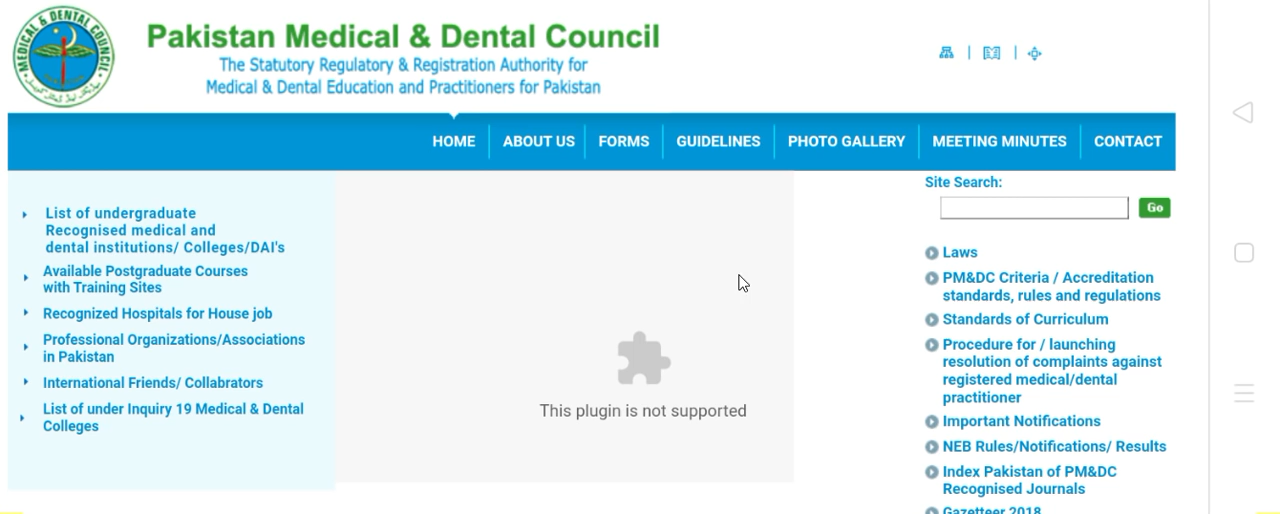 MEDICAL & DENTAL COUNCIL
Pakistan Medical & Dental Council
The Statutory Regulatory & Registration Authority for
Medical & Dental Education and Practitioners for Pakistan
HOME
ABOUT US
FORMS
GUIDELINES
PHOTO GALLERY
MEETING MINUTES
CONTACT
List of undergraduate
Recognised medical and
dental institutions/ Colleges/DAI's
Available Postgraduate Courses
with Training Sites
Recognized Hospitals for House job
Professional Organizations/Associations
in Pakistan
International Friends/ Collabrators
List of under Inquiry 19 Medical & Dental
Colleges
This plugin is not supported
Site Search:
Go
Laws
PM&DC Criteria / Accreditation
standards, rules and regulations
Standards of Curriculum
Procedure for / launching
resolution of complaints against
registered medical/dental
practitioner
Important Notifications
NEB Rules/Notifications/ Results
Index Pakistan of PM&DC
Recognised Journals
Gazetteer 2018